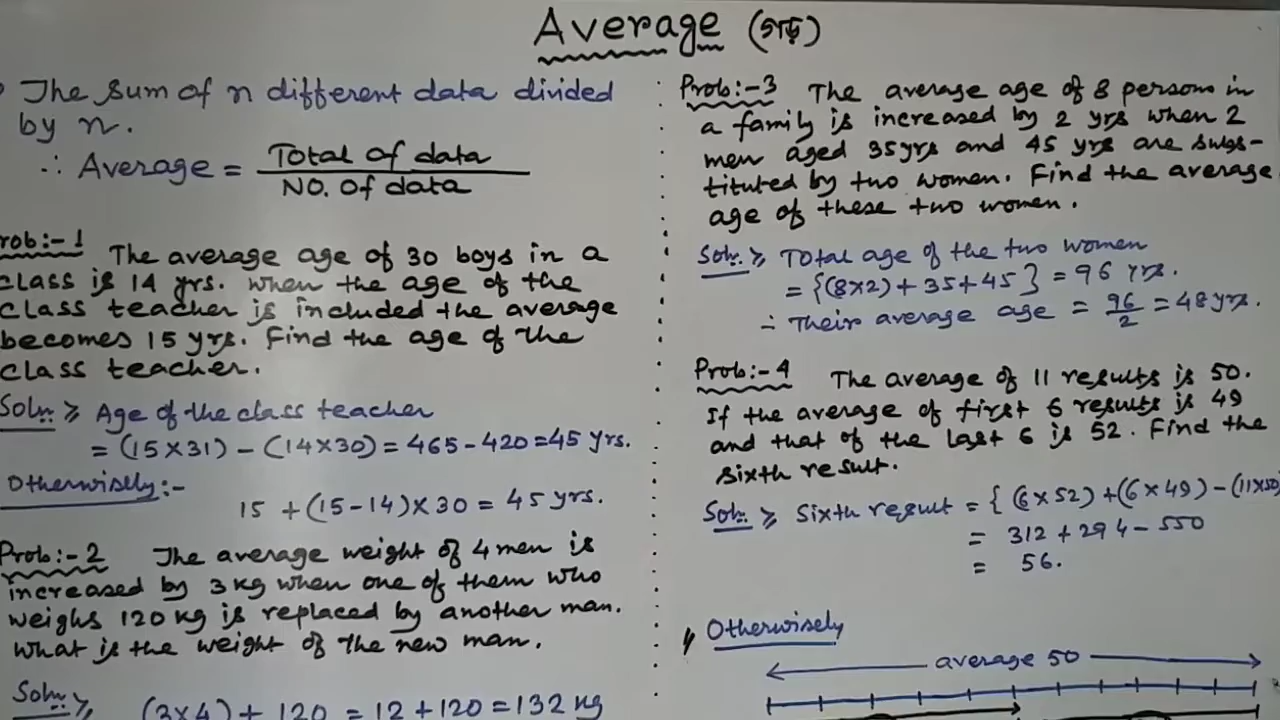 Average (গড়)
The sum of n different data divided
by n.
∴ Average = Total of data / No. of data
Prob:-1 The average age of 30 boys in a
class is 14 yrs. when the age of the
class teacher is included the average
becomes 15 yrs. Find the age of the
class teacher.
Soln: ⩾ Age of the class teacher
= (15×31) – (14×30) = 465 – 420 = 45 yrs.
Otherwisely:-
15 + (15-14)×30 = 45 yrs.
Prob:-2 The average weight of 4 men is
increased by 3 kg when one of them who
weighs 120 kg is replaced by another man.
What is the weight of the new man.
Soln: ⩾
(3×4) + 120 = 12 + 120 = 132 kg
Prob:-3 The average age of 8 persons in
a family is increased by 2 yrs when 2
men aged 35 yrs and 45 yrs are subs-
tituted by two women. Find the average
age of these two women.
Soln: ⩾ Total age of the two women
= {(8×2) + 35 + 45} = 96 yrs.
∴ Their average age = 96/2 = 48 yrs.
Prob:-4 The average of 11 results is 50.
If the average of first 6 results is 49
and that of the last 6 is 52. Find the
sixth result.
Soln: ⩾ Sixth result = {(6×52) + (6×49) – (11×50)
= 312 + 294 – 550
= 56.
Otherwisely
average 50